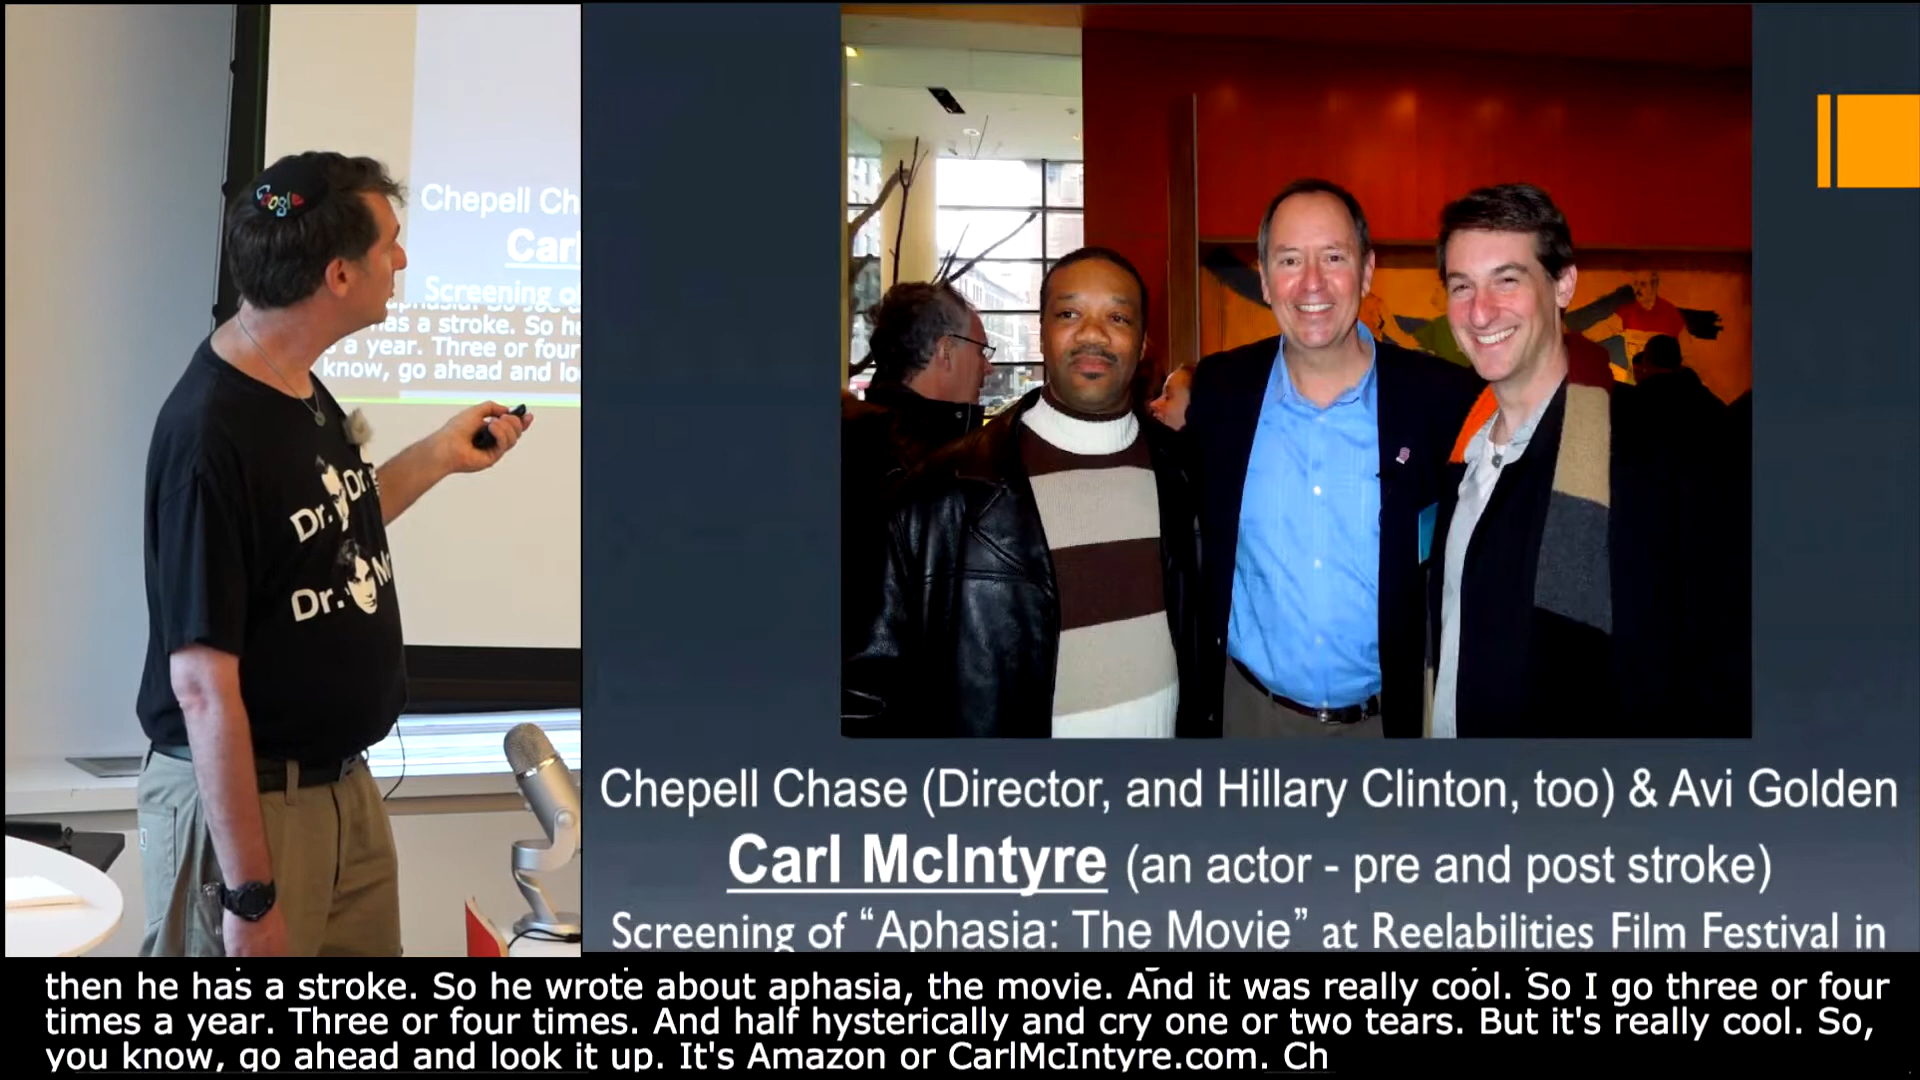 Google
Chepell Ch
Carl
Screening o
has a stroke. So he
a year. Three or four
know, go ahead and lo
Dr.
Dr.
Dr.
Chepell Chase (Director, and Hillary Clinton, too) & Avi Golden
Carl McIntyre (an actor - pre and post stroke)
Screening of “Aphasia: The Movie” at Reelabilities Film Festival in
then he has a stroke. So he wrote about aphasia, the movie. And it was really cool. So I go three or four
times a year. Three or four times. And half hysterically and cry one or two tears. But it's really cool. So,
you know, go ahead and look it up. It's Amazon or CarlMcIntyre.com. Ch